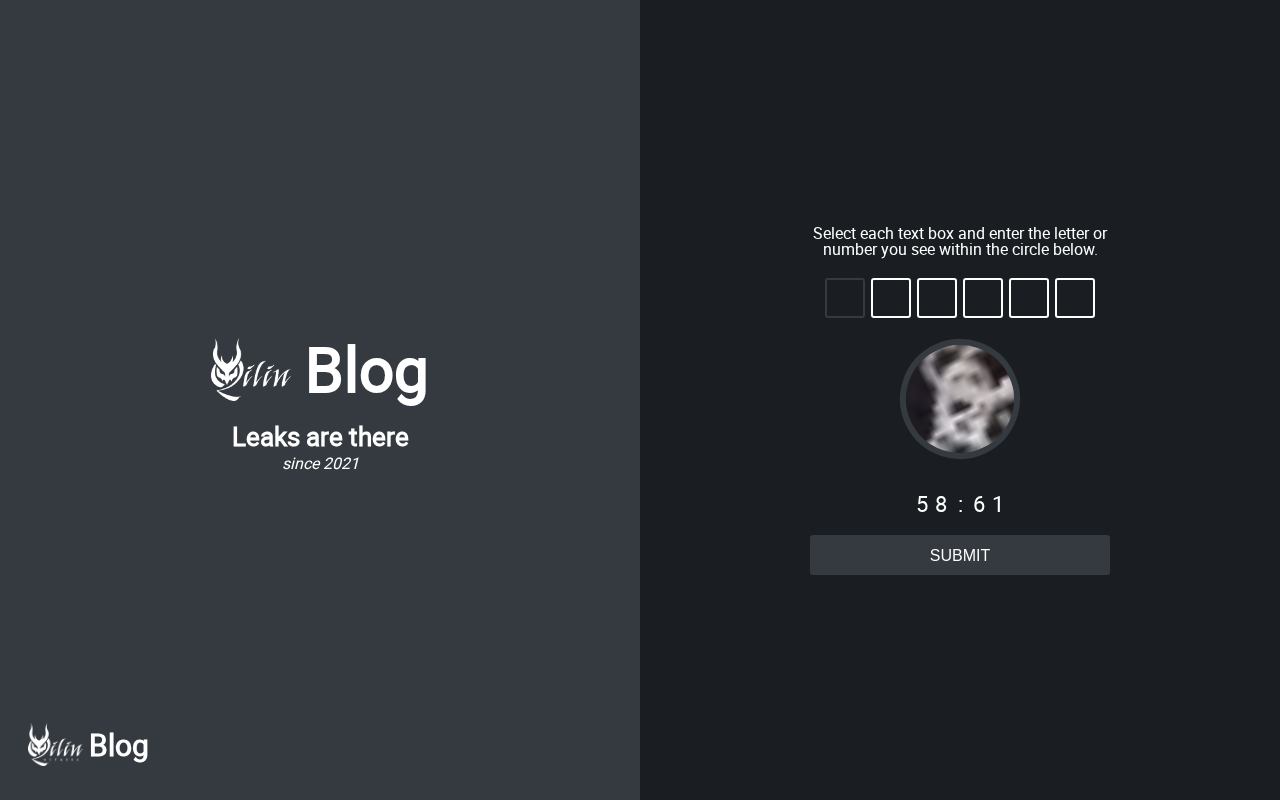 Qilin Blog
Leaks are there
since 2021
Qilin Blog
Select each text box and enter the letter or
number you see within the circle below.
58:61
SUBMIT